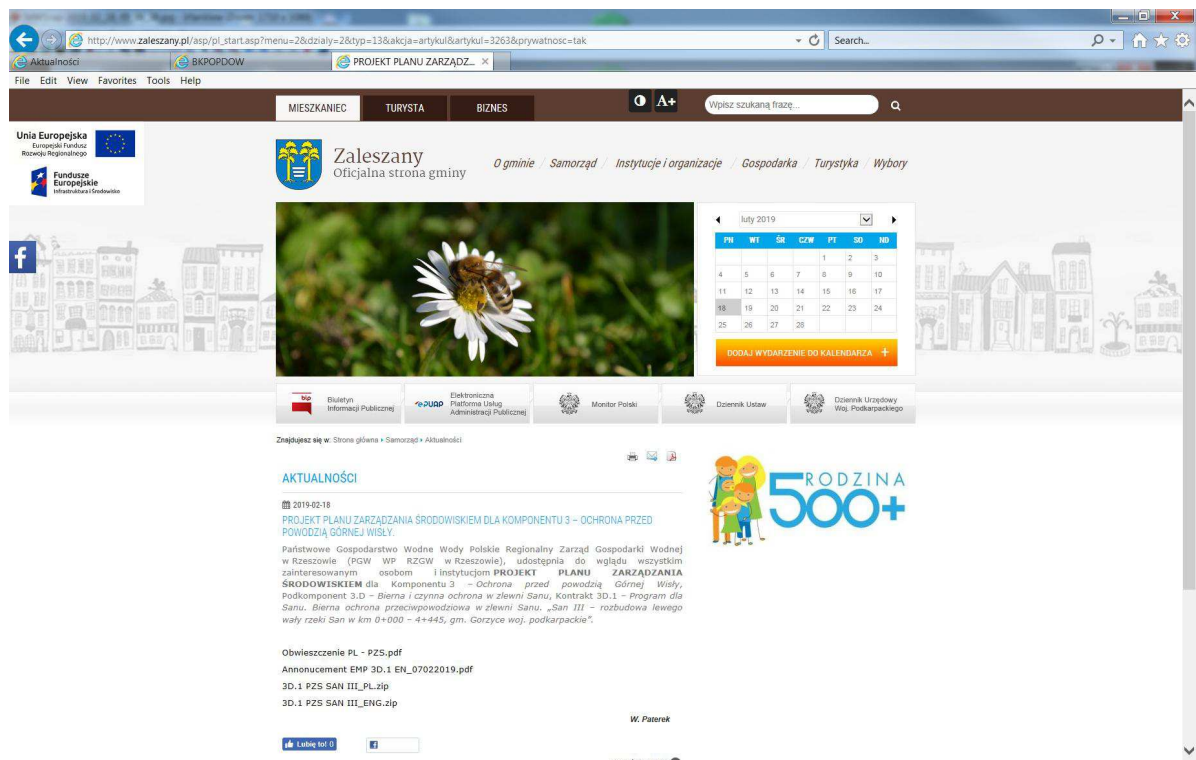 http://www.zaleszany.pl/asp/pl_start.asp?menu=2&dzialy=2&typ=13&akcja=artykul&artykul=3263&prywatnosc=tak
Search...
Aktualności
BKPOPDOW
PROJEKT PLANU ZARZĄDZ...
File Edit View Favorites Tools Help
MIESZKANIEC TURYSTA BIZNES
A+
Wpisz szukaną frazę...
Unia Europejska
Europejski Fundusz
Rozwoju Regionalnego
Fundusze
Europejskie
Infrastruktura i Środowisko
Zaleszany
Oficjalna strona gminy
O gminie / Samorząd / Instytucje i organizacje / Gospodarka / Turystyka / Wybory
luty 2019
PN WT ŚR CZW PT SO ND
1 2 3
4 5 6 7 8 9 10
11 12 13 14 15 16 17
18 19 20 21 22 23 24
25 26 27 28
DODAJ WYDARZENIE DO KALENDARZA +
bip
Biuletyn
Informacji Publicznej
ePUAP
Elektroniczna
Platforma Usług
Administracji Publicznej
Monitor Polski
Dziennik Ustaw
Dziennik Urzędowy
Woj. Podkarpackiego
Znajdujesz się w: Strona główna Samorząd Aktualności
AKTUALNOŚCI
2019-02-18
PROJEKT PLANU ZARZĄDZANIA ŚRODOWISKIEM DLA KOMPONENTU 3 – OCHRONA PRZED
POWODZIĄ GÓRNEJ WISŁY.
Państwowe Gospodarstwo Wodne Wody Polskie Regionalny Zarząd Gospodarki Wodnej
w Rzeszowie (PGW WP RZGW w Rzeszowie), udostępnia do wglądu wszystkim
zainteresowanym osobom i instytucjom PROJEKT PLANU ZARZĄDZANIA
ŚRODOWISKIEM dla Komponentu 3 – Ochrona przed powodzią Górnej Wisły,
Podkomponent 3.D – Bierna i czynna ochrona w zlewni Sanu, Kontrakt 3D.1 – Program dla
Sanu. Bierna ochrona przeciwpowodziowa w zlewni Sanu. „San III – rozbudowa lewego
wały rzeki San w km 0+000 – 4+445, gm. Gorzyce woj. podkarpackie”.
Obwieszczenie PL - PZS.pdf
Annonucement EMP 3D.1 EN_07022019.pdf
3D.1 PZS SAN III_PL.zip
3D.1 PZS SAN III_ENG.zip
W. Paterek
Lubię to! 0
RODZINA
500+